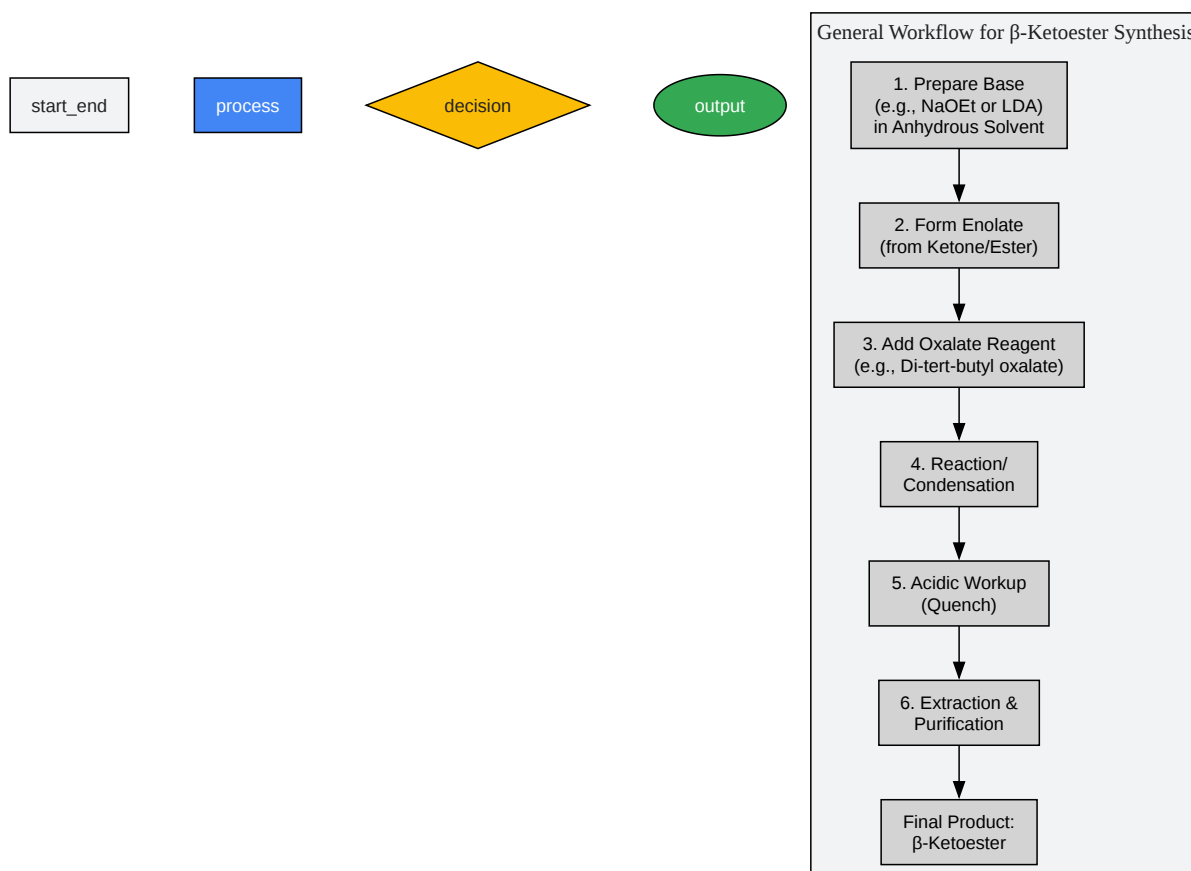 General Workflow for β-Ketoester Synthesis
start_end
process
decision
output
1. Prepare Base
(e.g., NaOEt or LDA)
in Anhydrous Solvent
2. Form Enolate
(from Ketone/Ester)
3. Add Oxalate Reagent
(e.g., Di-tert-butyl oxalate)
4. Reaction/
Condensation
5. Acidic Workup
(Quench)
6. Extraction &
Purification
Final Product:
β-Ketoester